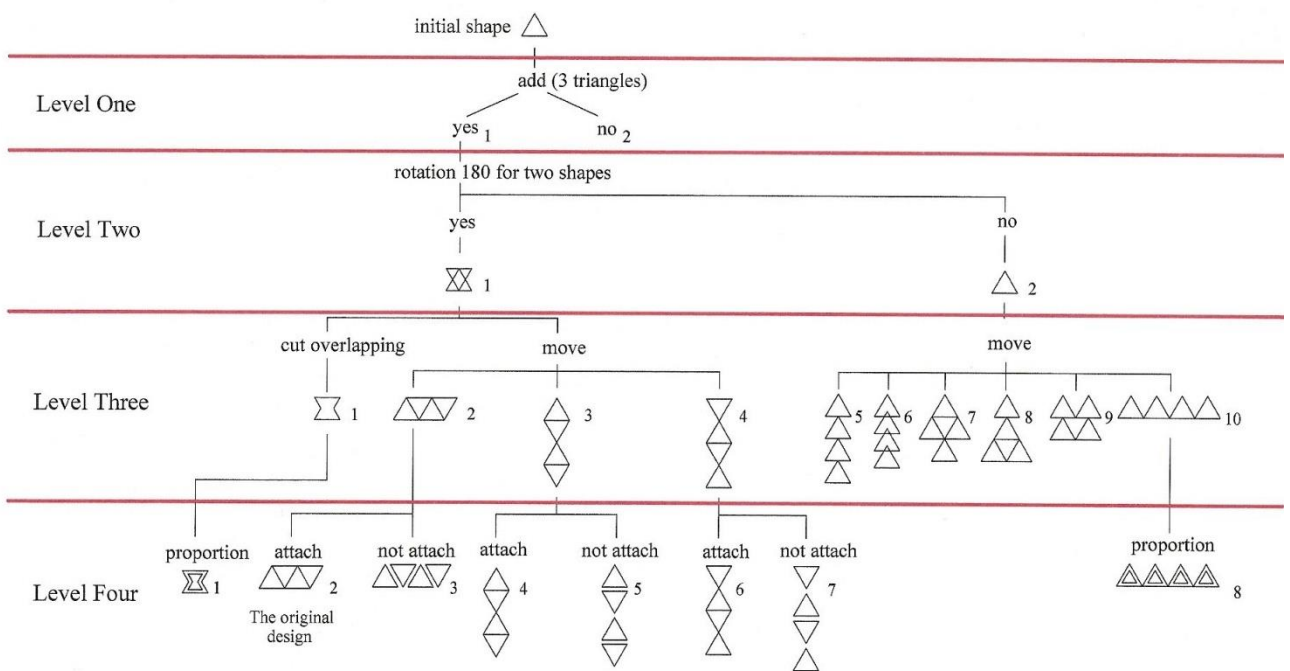 initial shape
Level One
add (3 triangles)
yes 1
no 2
Level Two
rotation 180 for two shapes
yes
no
1
2
Level Three
cut overlapping
move
move
1
2
3
4
5
6
7
8
9
10
Level Four
proportion
attach
not attach
attach
not attach
attach
not attach
proportion
1
2
3
4
5
6
7
8
The original
design